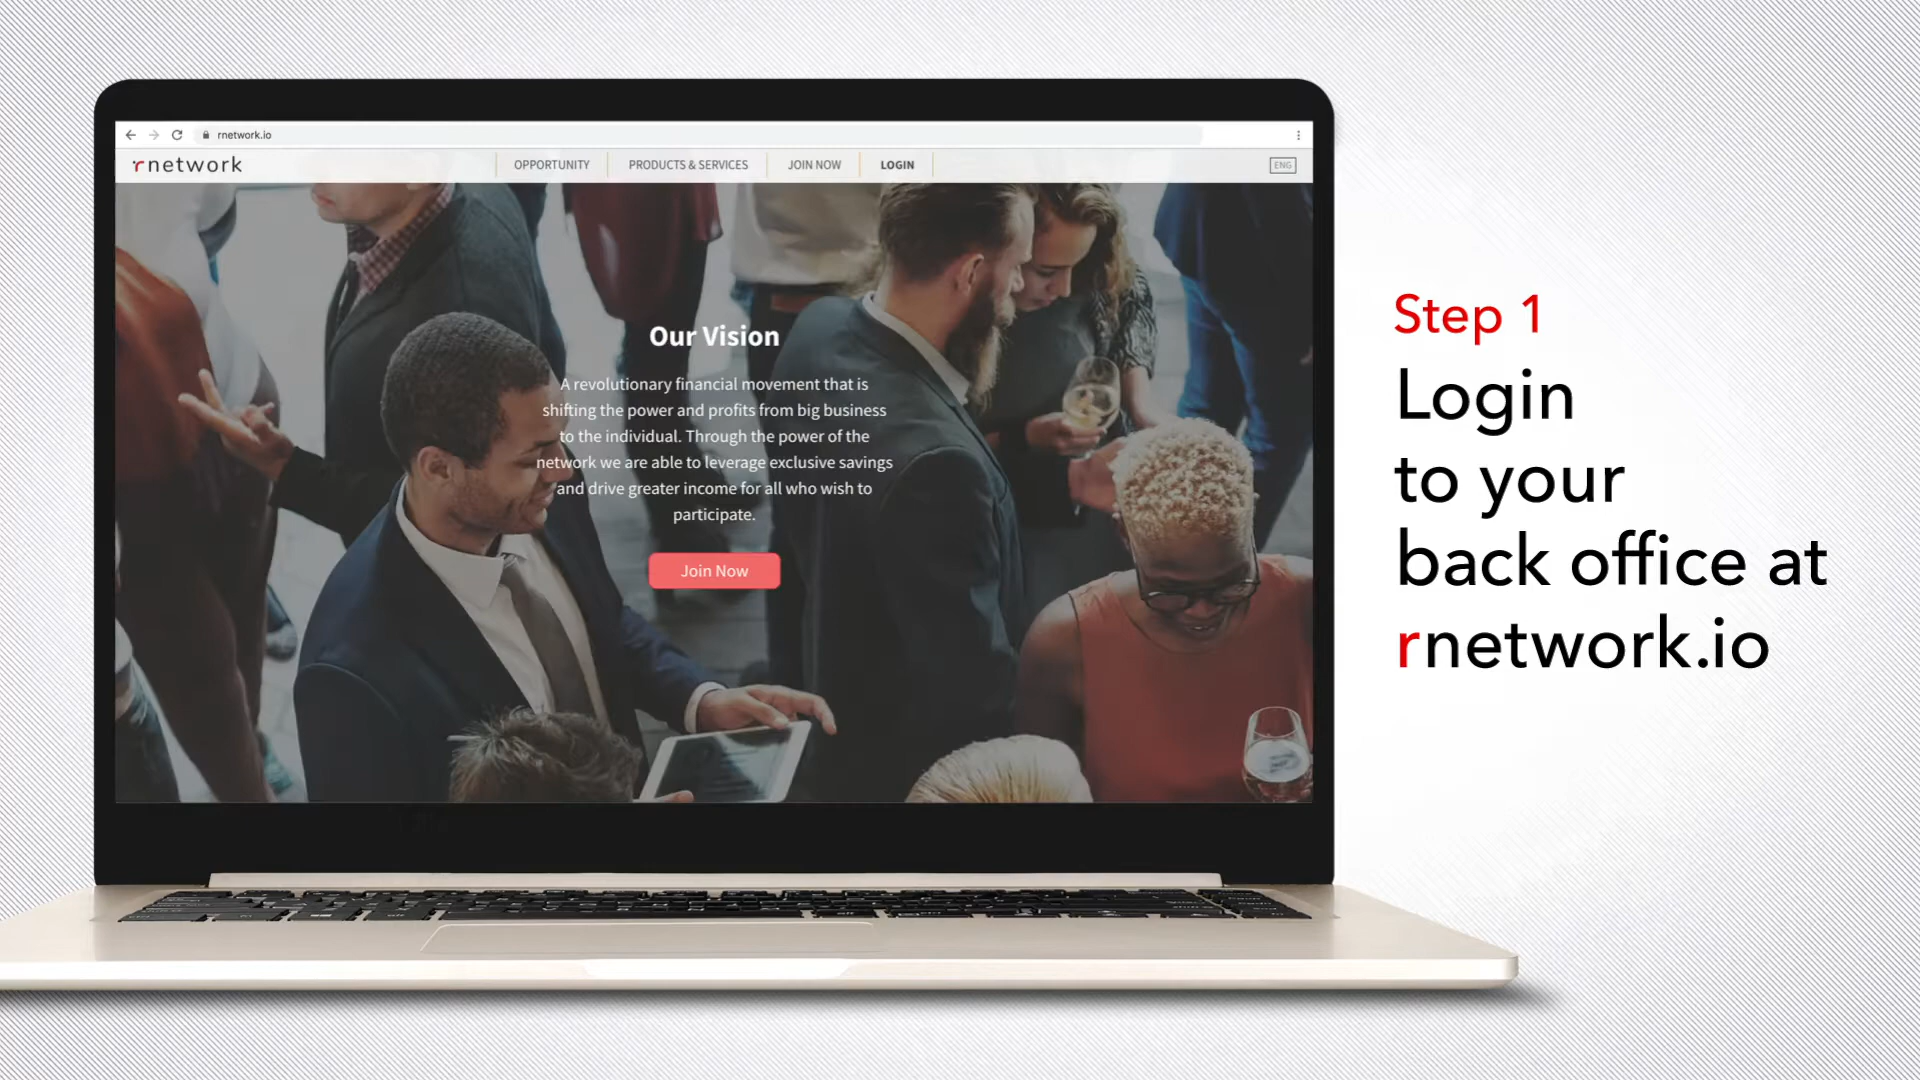 rnetwork.io
rnetwork
OPPORTUNITY
PRODUCTS & SERVICES
JOIN NOW
LOGIN
ENG
Our Vision
A revolutionary financial movement that is
shifting the power and profits from big business
to the individual. Through the power of the
network we are able to leverage exclusive savings
and drive greater income for all who wish to
participate.
Join Now
Step 1
Login
to your
back office at
rnetwork.io